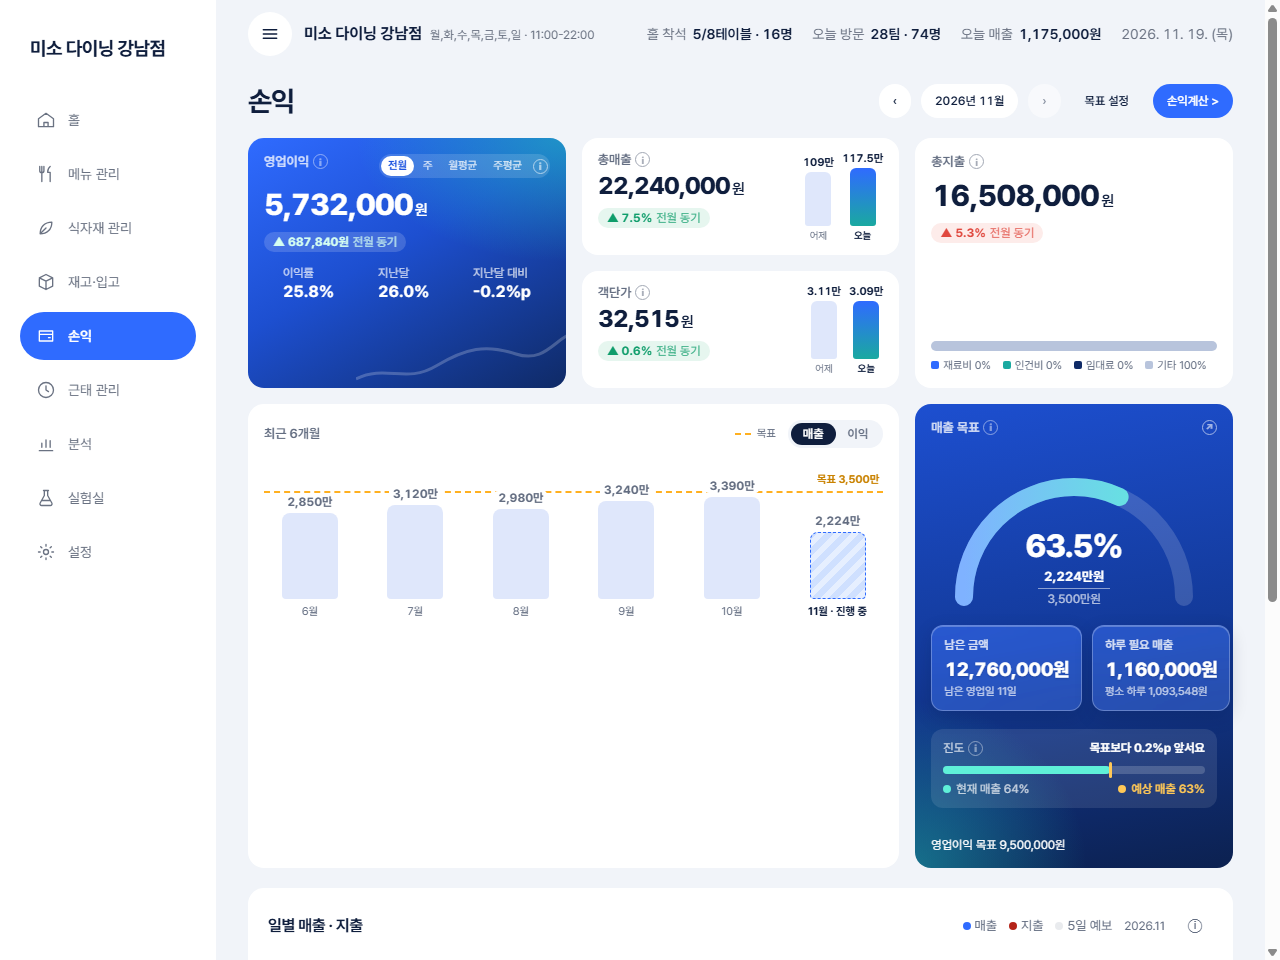 미소 다이닝 강남점
홀
메뉴 관리
식자재 관리
재고·입고
손익
근태 관리
분석
실험실
설정
미소 다이닝 강남점 월,화,수,목,금,토,일 · 11:00-22:00
홀 착석 5/8테이블 · 16명 오늘 방문 28팀 · 74명 오늘 매출 1,175,000원 2026. 11. 19. (목)
손익
‹ 2026년 11월 › 목표 설정 손익계산 >
영업이익 전월 주 월평균 주평균
5,732,000원
▲ 687,840원 전월 동기
이익률 지난달 지난달 대비
25.8% 26.0% -0.2%p
총매출
22,240,000원
▲ 7.5% 전월 동기
109만 117.5만
어제 오늘
객단가
32,515원
▲ 0.6% 전월 동기
3.11만 3.09만
어제 오늘
총지출
16,508,000원
▲ 5.3% 전월 동기
재료비 0% 인건비 0% 임대료 0% 기타 100%
최근 6개월 목표 매출 이익
목표 3,500만
2,850만 3,120만 2,980만 3,240만 3,390만 2,224만
6월 7월 8월 9월 10월 11월 · 진행 중
매출 목표
63.5%
2,224만원
3,500만원
남은 금액
12,760,000원
남은 영업일 11일
하루 필요 매출
1,160,000원
평소 하루 1,093,548원
진도 목표보다 0.2%p 앞서요
현재 매출 64% 예상 매출 63%
영업이익 목표 9,500,000원
일별 매출 · 지출 매출 지출 5일 예보 2026.11